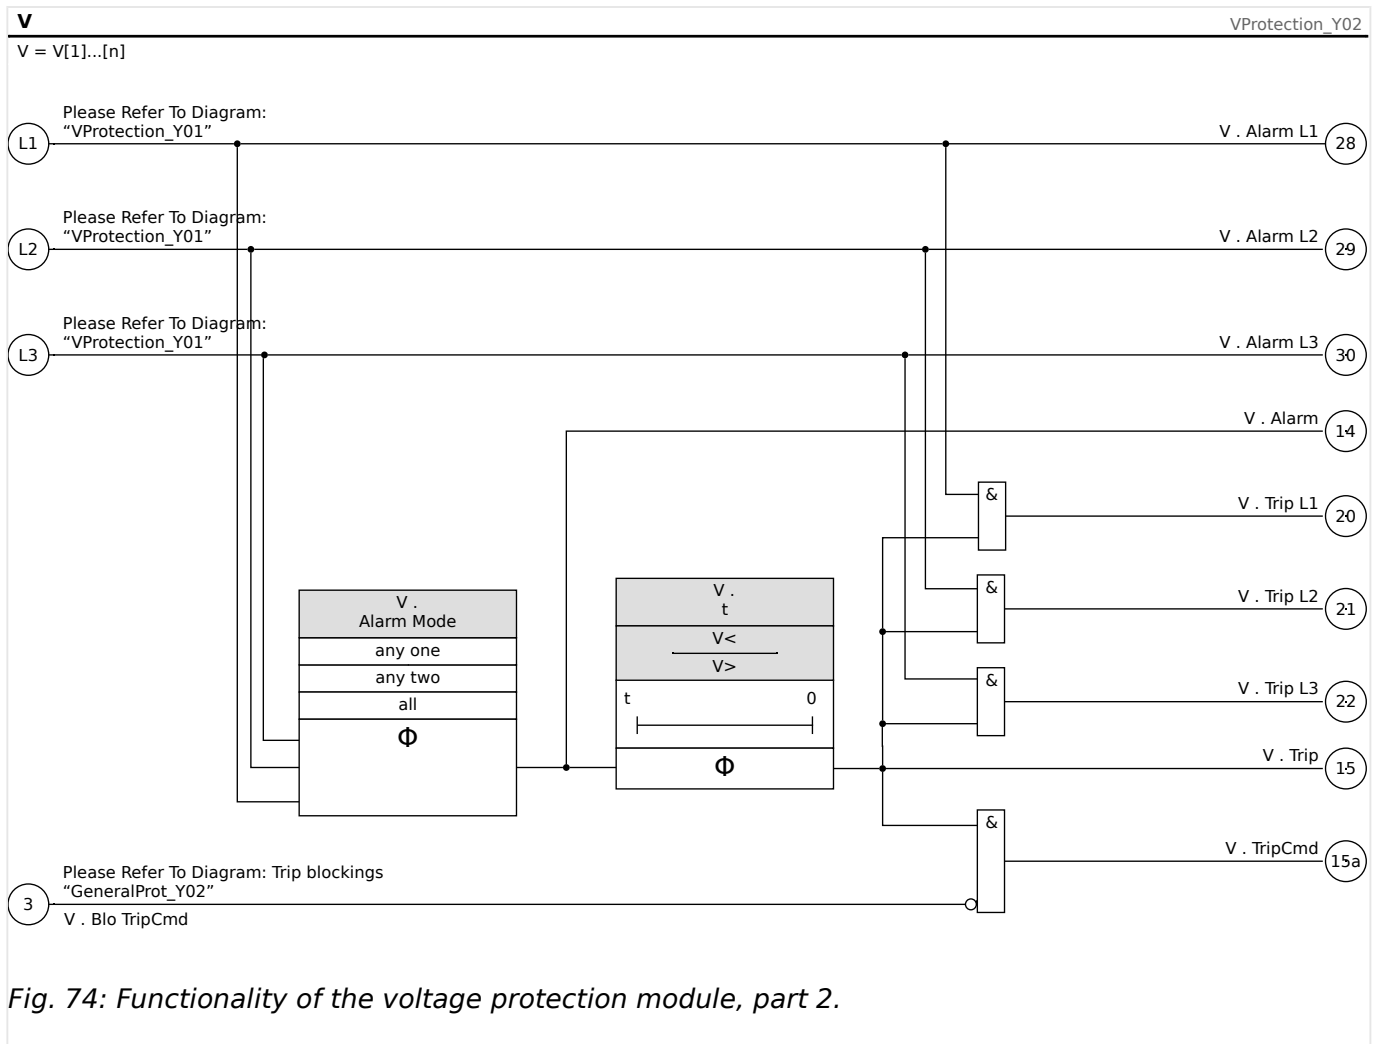 V
VProtection_Y02
V = V[1]...[n]
Please Refer To Diagram:
“VProtection_Y01”
L1
V . Alarm L1
28
Please Refer To Diagram:
“VProtection_Y01”
L2
V . Alarm L2
29
Please Refer To Diagram:
“VProtection_Y01”
L3
V . Alarm L3
30
V . Alarm
14
&
V . Trip L1
20
&
V . Trip L2
21
V .
Alarm Mode
any one
any two
all
Φ
V .
t
V<
V>
t 0
Φ
&
V . Trip L3
22
V . Trip
15
&
V . TripCmd
15a
Please Refer To Diagram: Trip blockings
“GeneralProt_Y02”
3
V . Blo TripCmd
Fig. 74: Functionality of the voltage protection module, part 2.